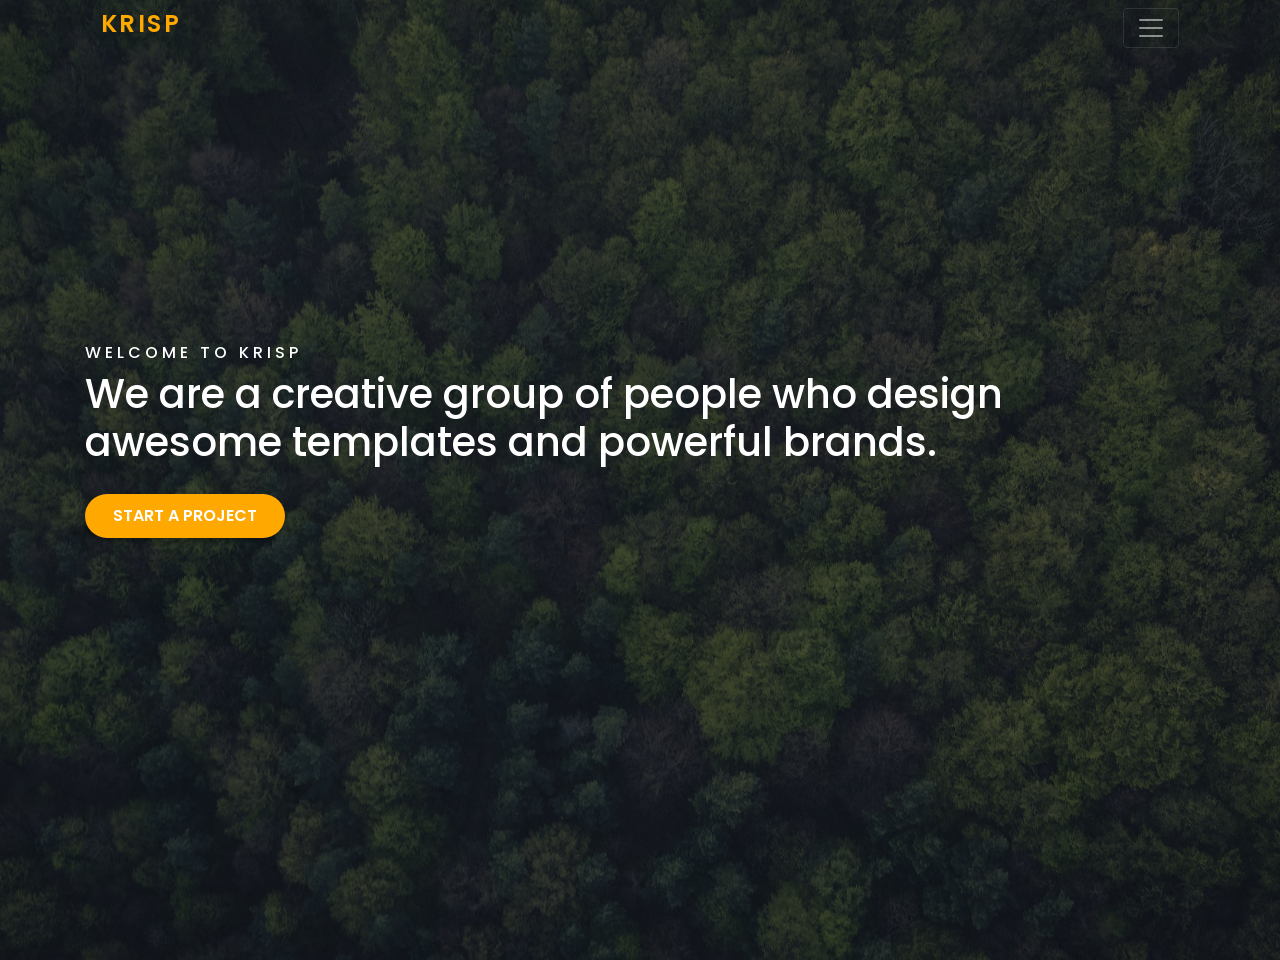 KRISP
WELCOME TO KRISP
We are a creative group of people who design
awesome templates and powerful brands.
START A PROJECT